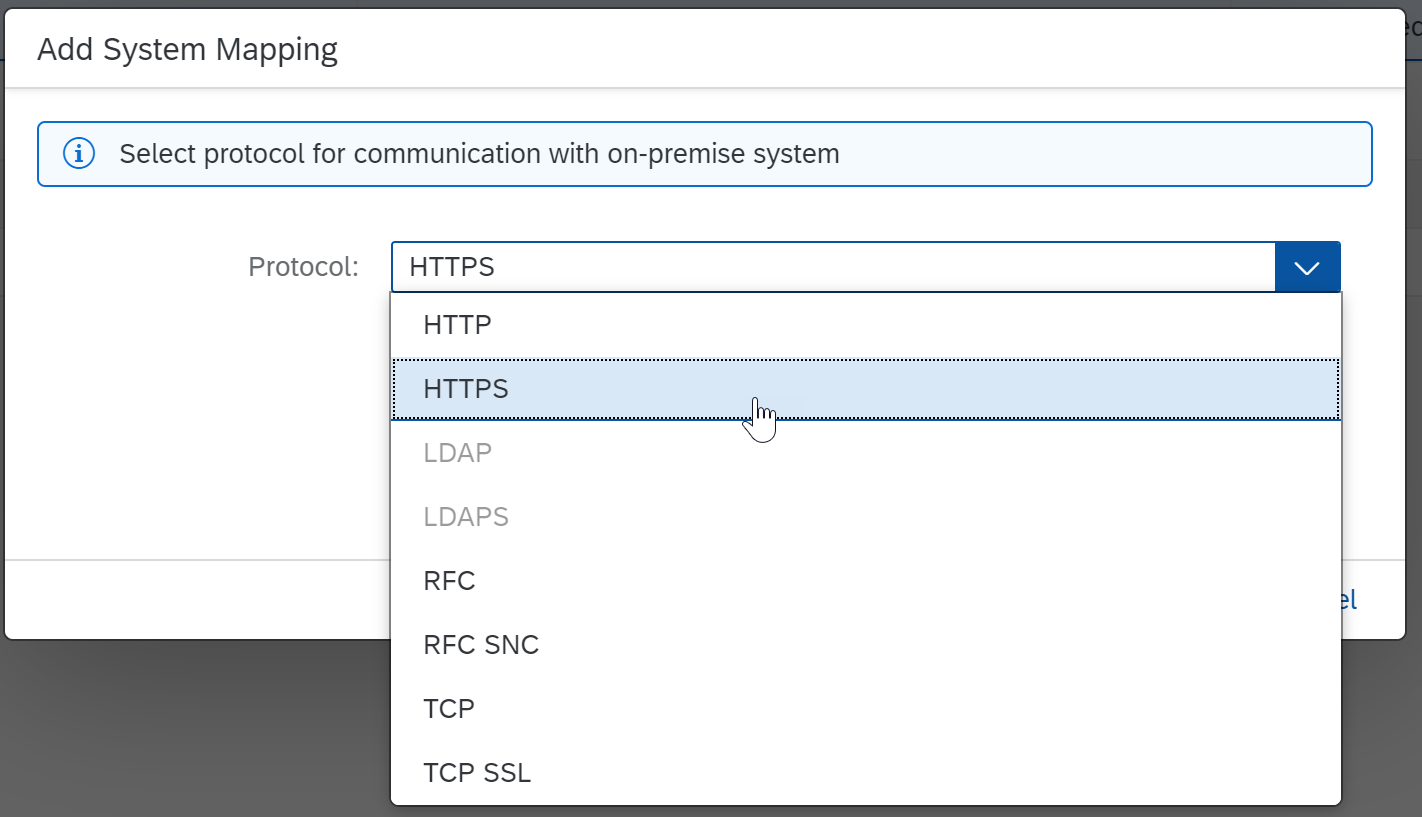 Add System Mapping
Select protocol for communication with on-premise system
Protocol: HTTPS
HTTP
HTTPS
LDAP
LDAPS
RFC
RFC SNC
TCP
TCP SSL